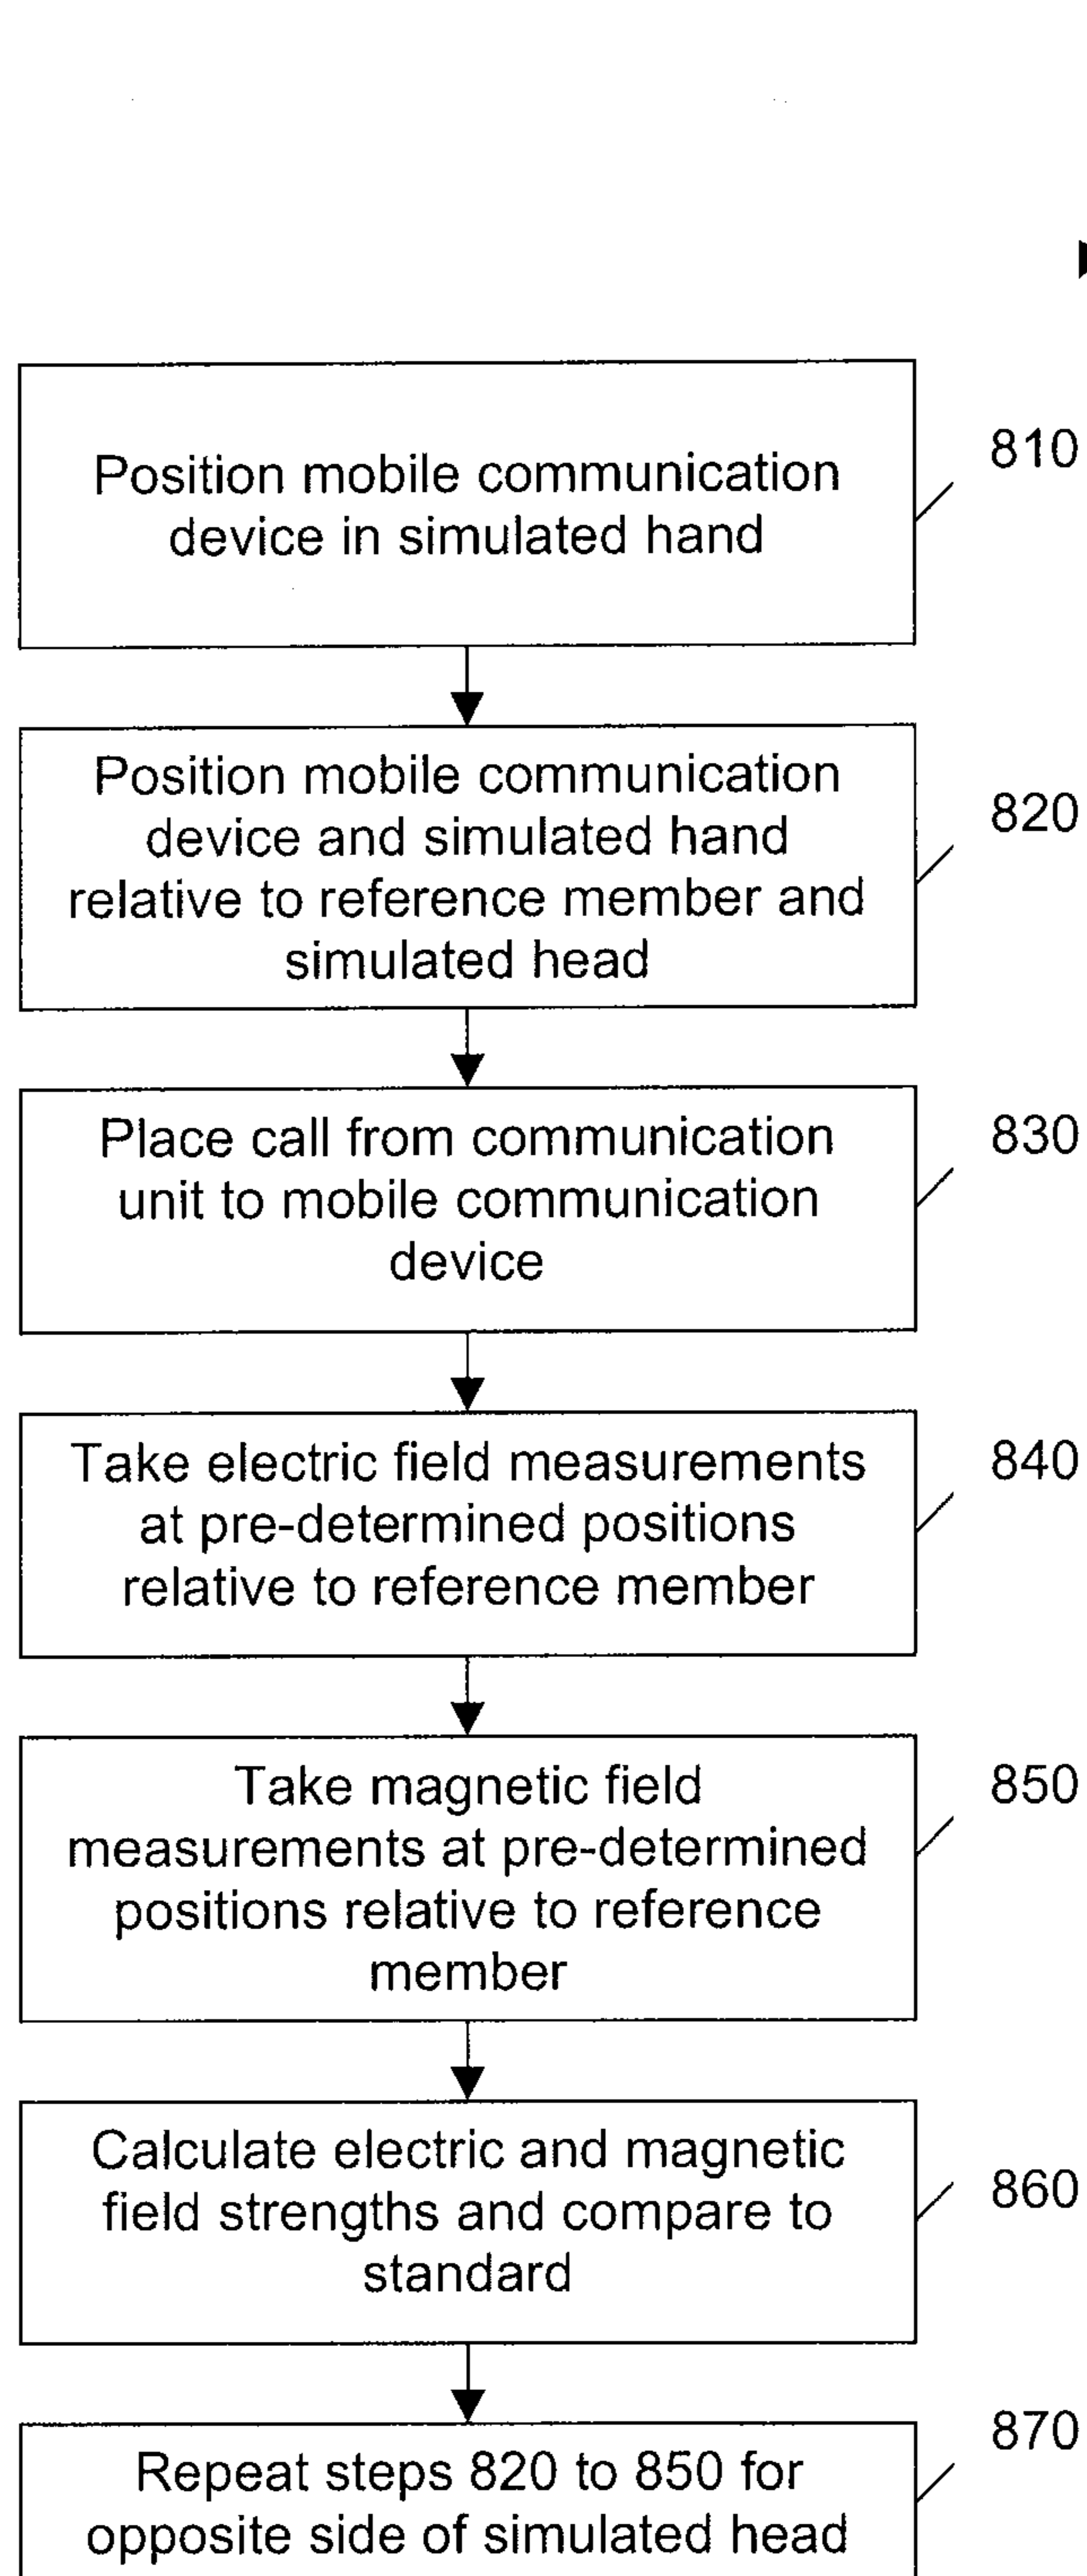 810
Position mobile communication
device in simulated hand
820
Position mobile communication
device and simulated hand
relative to reference member and
simulated head
830
Place call from communication
unit to mobile communication
device
840
Take electric field measurements
at pre-determined positions
relative to reference member
850
Take magnetic field
measurements at pre-determined
positions relative to reference
member
860
Calculate electric and magnetic
field strengths and compare to
standard
870
Repeat steps 820 to 850 for
opposite side of simulated head